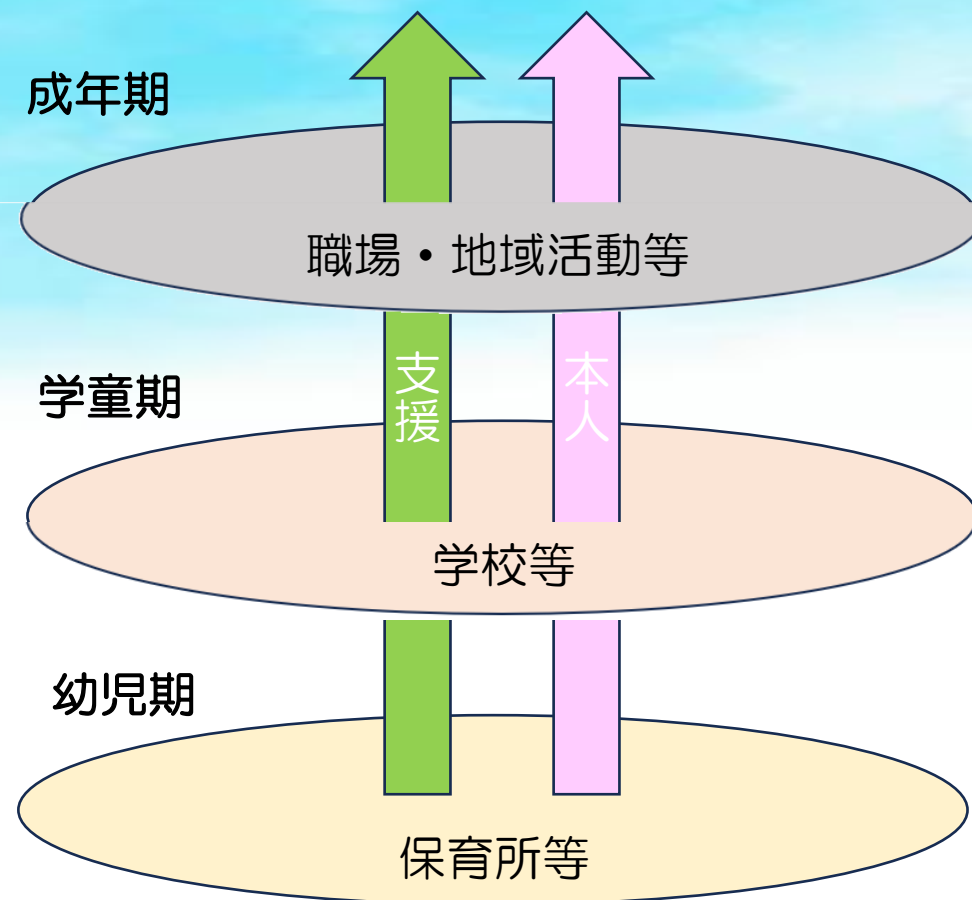 成年期
職場・地域活動等
支援
本人
学童期
学校等
幼児期
保育所等